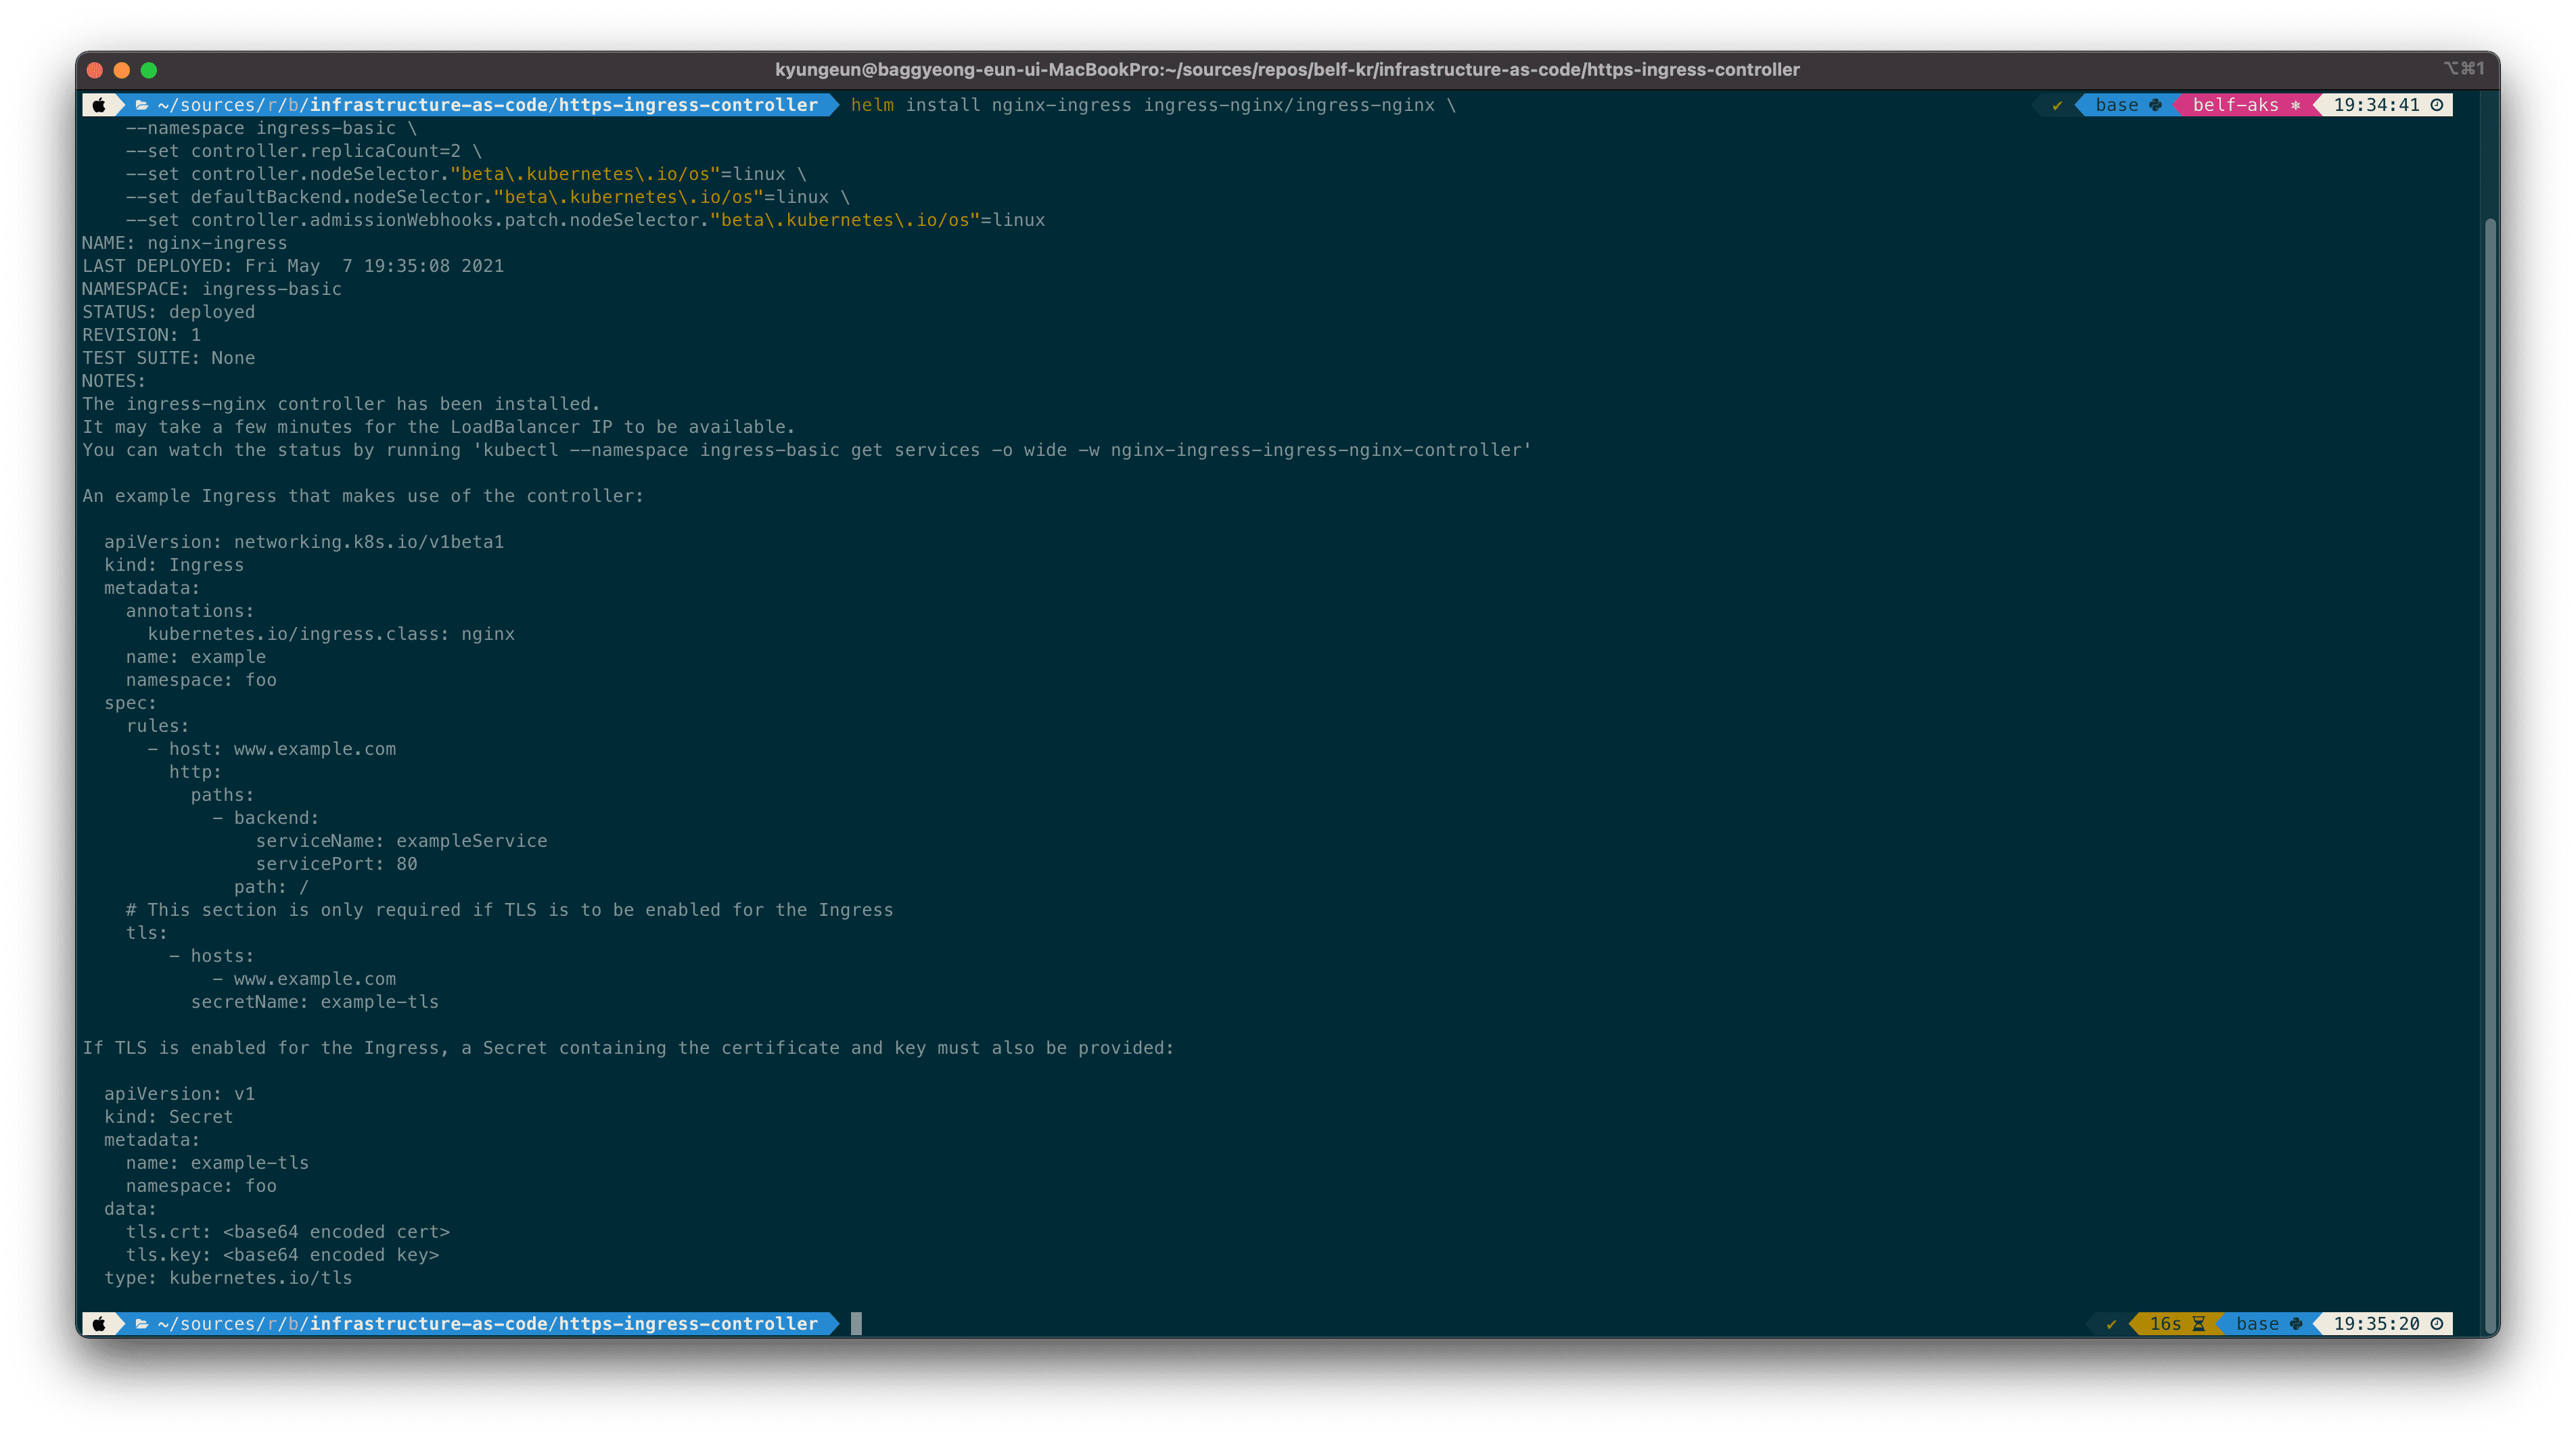 kyungeun@baggyeong-eun-ui-MacBookPro:~/sources/repos/belf-kr/infrastructure-as-code/https-ingress-controller ⌥⌘1
~/sources/r/b/infrastructure-as-code/https-ingress-controller helm install nginx-ingress ingress-nginx/ingress-nginx \ ✔ base belf-aks ⎈ 19:34:41
    --namespace ingress-basic \
    --set controller.replicaCount=2 \
    --set controller.nodeSelector."beta\.kubernetes\.io/os"=linux \
    --set defaultBackend.nodeSelector."beta\.kubernetes\.io/os"=linux \
    --set controller.admissionWebhooks.patch.nodeSelector."beta\.kubernetes\.io/os"=linux
NAME: nginx-ingress
LAST DEPLOYED: Fri May  7 19:35:08 2021
NAMESPACE: ingress-basic
STATUS: deployed
REVISION: 1
TEST SUITE: None
NOTES:
The ingress-nginx controller has been installed.
It may take a few minutes for the LoadBalancer IP to be available.
You can watch the status by running 'kubectl --namespace ingress-basic get services -o wide -w nginx-ingress-ingress-nginx-controller'

An example Ingress that makes use of the controller:

  apiVersion: networking.k8s.io/v1beta1
  kind: Ingress
  metadata:
    annotations:
      kubernetes.io/ingress.class: nginx
    name: example
    namespace: foo
  spec:
    rules:
      - host: www.example.com
        http:
          paths:
            - backend:
                serviceName: exampleService
                servicePort: 80
              path: /
    # This section is only required if TLS is to be enabled for the Ingress
    tls:
        - hosts:
            - www.example.com
          secretName: example-tls

If TLS is enabled for the Ingress, a Secret containing the certificate and key must also be provided:

  apiVersion: v1
  kind: Secret
  metadata:
    name: example-tls
    namespace: foo
  data:
    tls.crt: <base64 encoded cert>
    tls.key: <base64 encoded key>
  type: kubernetes.io/tls

~/sources/r/b/infrastructure-as-code/https-ingress-controller ✔ 16s base 19:35:20